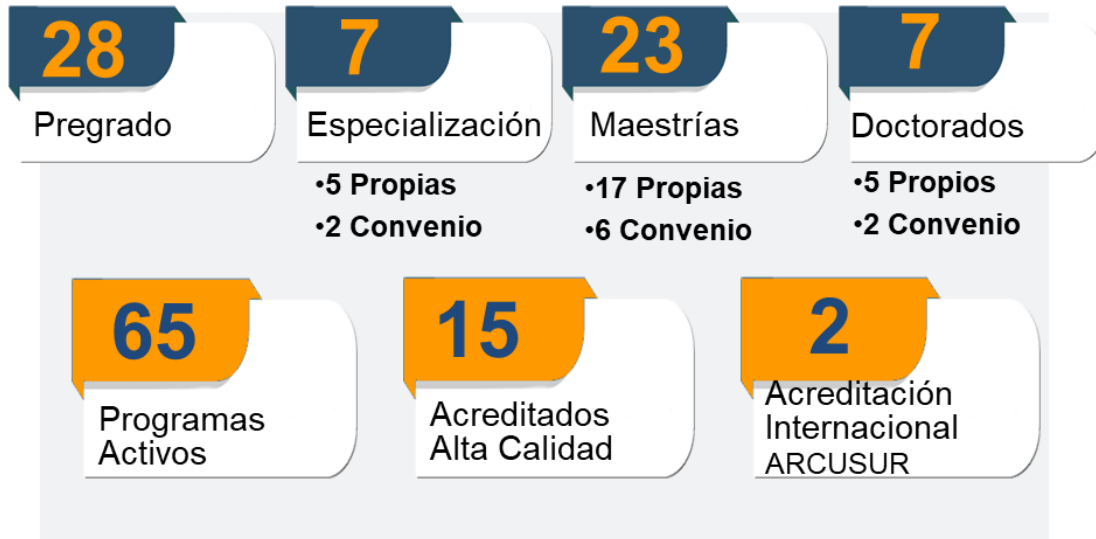 28
Pregrado
7
Especialización
•5 Propias
•2 Convenio
23
Maestrías
•17 Propias
•6 Convenio
7
Doctorados
•5 Propios
•2 Convenio
65
Programas
Activos
15
Acreditados
Alta Calidad
2
Acreditación
Internacional
ARCUSUR